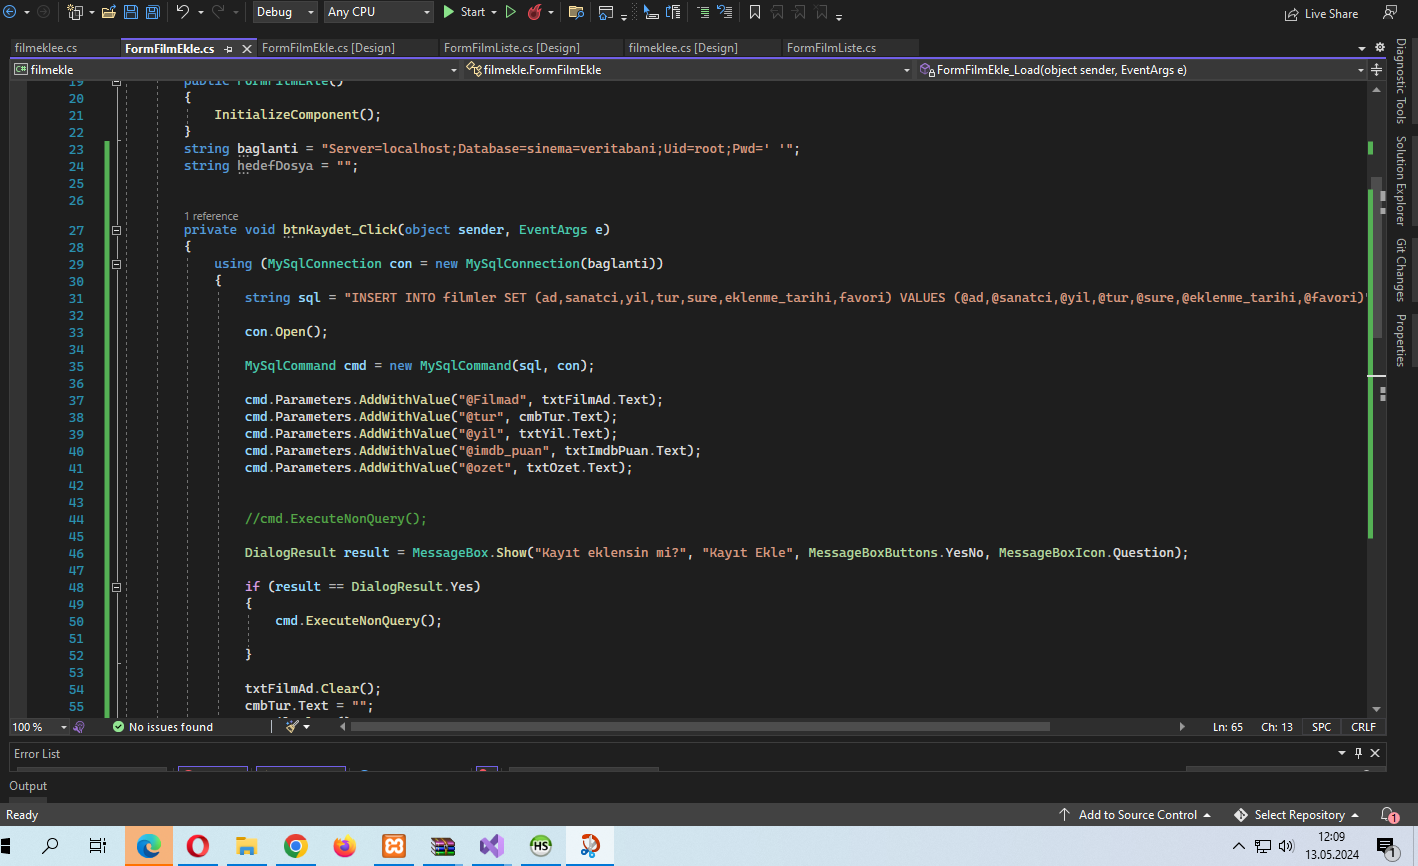 Debug Any CPU Start Live Share
filmeklee.cs FormFilmEkle.cs FormFilmEkle.cs [Design] FormFilmListe.cs [Design] filmeklee.cs [Design] FormFilmListe.cs
C# filmekle filmekle.FormFilmEkle FormFilmEkle_Load(object sender, EventArgs e)
19 public FormFilmEkle()
20 {
21 InitializeComponent();
22 }
23 string baglanti = "Server=localhost;Database=sinema=veritabani;Uid=root;Pwd=' '";
24 string hedefDosya = "";
25
26
1 reference
27 private void btnKaydet_Click(object sender, EventArgs e)
28 {
29 using (MySqlConnection con = new MySqlConnection(baglanti))
30 {
31 string sql = "INSERT INTO filmler SET (ad,sanatci,yil,tur,sure,eklenme_tarihi,favori) VALUES (@ad,@sanatci,@yil,@tur,@sure,@eklenme_tarihi,@favori)"
32
33 con.Open();
34
35 MySqlCommand cmd = new MySqlCommand(sql, con);
36
37 cmd.Parameters.AddWithValue("@Filmad", txtFilmAd.Text);
38 cmd.Parameters.AddWithValue("@tur", cmbTur.Text);
39 cmd.Parameters.AddWithValue("@yil", txtYil.Text);
40 cmd.Parameters.AddWithValue("@imdb_puan", txtImdbPuan.Text);
41 cmd.Parameters.AddWithValue("@ozet", txtOzet.Text);
42
43
44 //cmd.ExecuteNonQuery();
45
46 DialogResult result = MessageBox.Show("Kayıt eklensin mi?", "Kayıt Ekle", MessageBoxButtons.YesNo, MessageBoxIcon.Question);
47
48 if (result == DialogResult.Yes)
49 {
50 cmd.ExecuteNonQuery();
51
52 }
53
54 txtFilmAd.Clear();
55 cmbTur.Text = "";
100 % No issues found Ln: 65 Ch: 13 SPC CRLF
Error List
Output
Ready Add to Source Control Select Repository 1
Diagnostic Tools
Solution Explorer
Git Changes
Properties
HS
12:09
13.05.2024
1